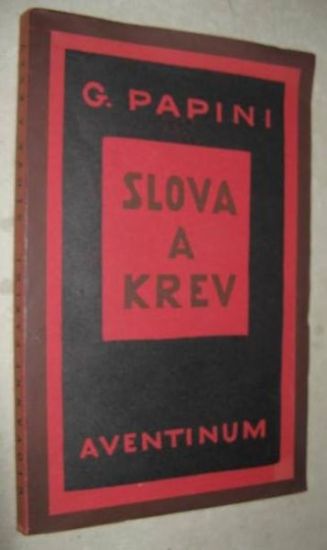 G. PAPINI
SLOVA
A
KREV
AVENTINUM